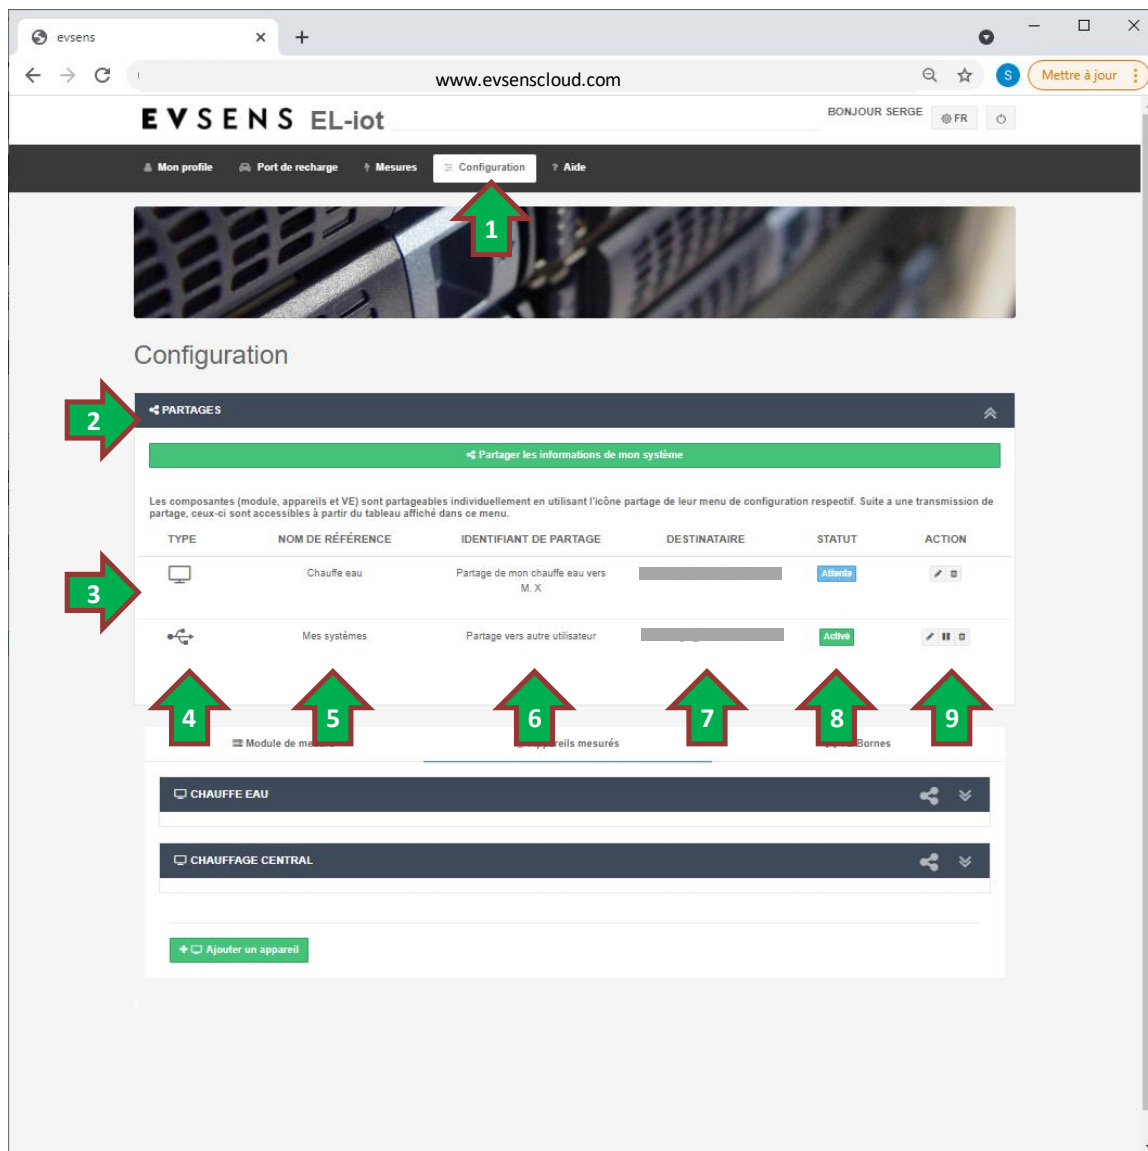 evsens
www.evsenscloud.com
S
Mettre à jour
EVSENS EL-iot
BONJOUR SERGE
FR
Mon profile
Port de recharge
Mesures
Configuration
? Aide
1
Configuration
2
PARTAGES
Partager les informations de mon système
Les composantes (module, appareils et VE) sont partageables individuellement en utilisant l'icône partage de leur menu de configuration respectif. Suite a une transmission de
partage, ceux-ci sont accessibles à partir du tableau affiché dans ce menu.
TYPE NOM DE RÉFÉRENCE IDENTIFIANT DE PARTAGE DESTINATAIRE STATUT ACTION
3
Chauffe eau
Partage de mon chauffe eau vers
M. X
Attente
Mes systèmes
Partage vers autre utilisateur
Activé
4 5 6 7 8 9
Module de
mesurés
Bornes
CHAUFFE EAU
CHAUFFAGE CENTRAL
+ Ajouter un appareil